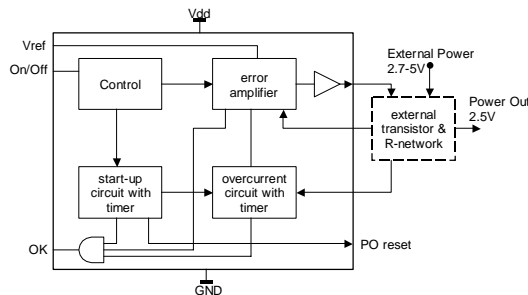 Vdd
Vref
On/Off
Control
error
amplifier
External Power
2.7-5V
external
transistor &
R-network
Power Out
2.5V
start-up
circuit with
timer
overcurrent
circuit with
timer
OK
PO reset
GND